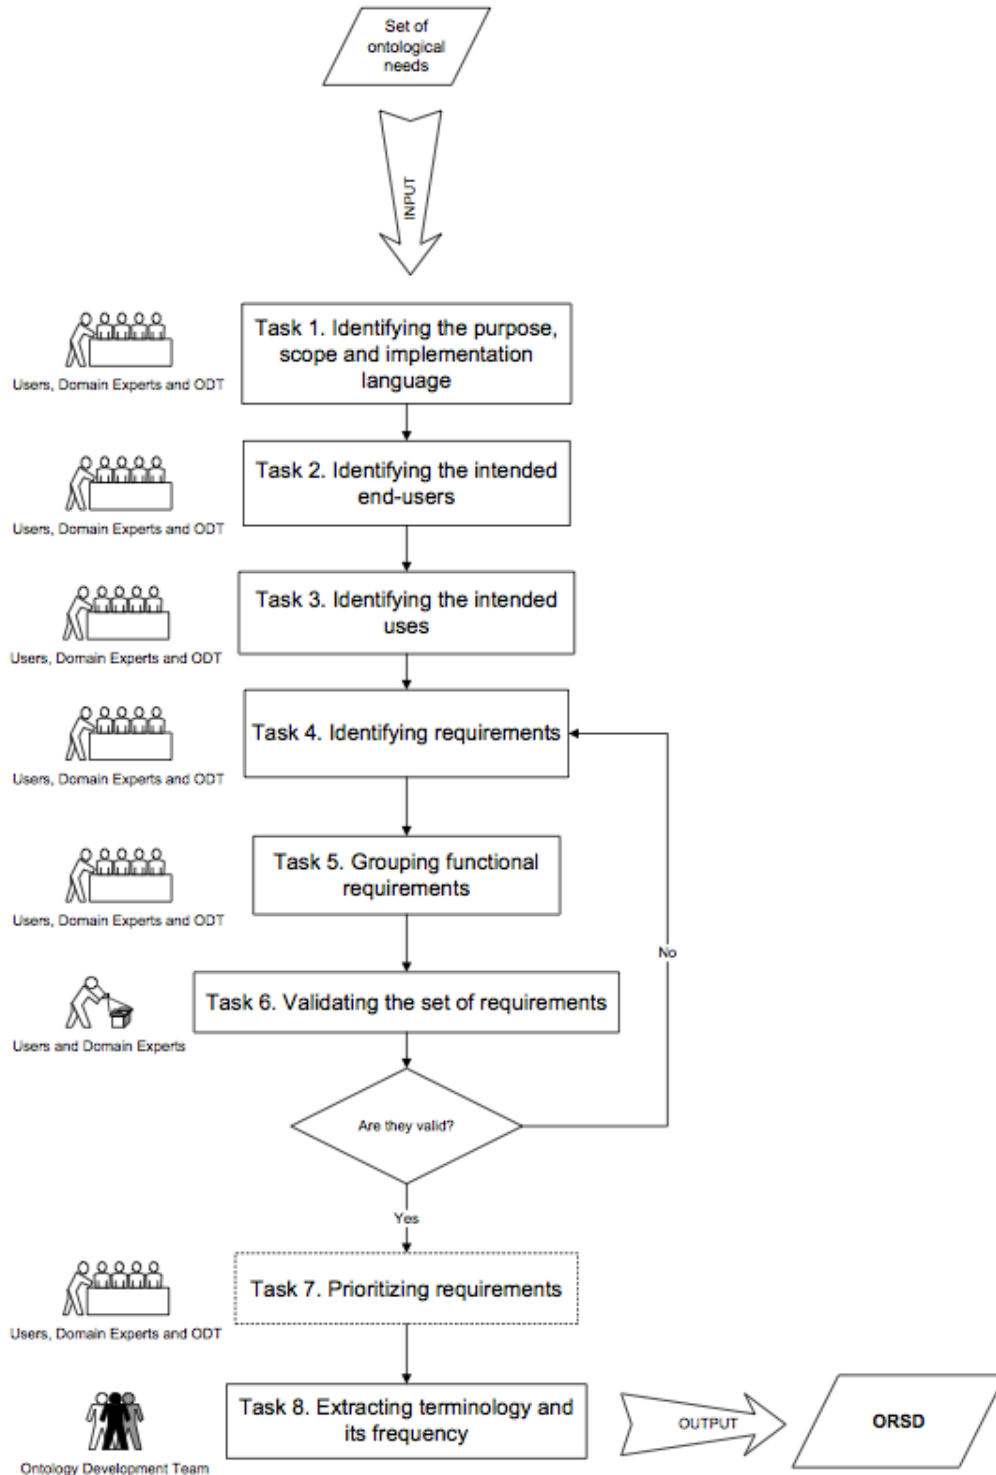 Set of
ontological
needs
INPUT
Task 1. Identifying the purpose,
scope and implementation
language
Users, Domain Experts and ODT
Task 2. Identifying the intended
end-users
Users, Domain Experts and ODT
Task 3. Identifying the intended
uses
Users, Domain Experts and ODT
Task 4. Identifying requirements
Users, Domain Experts and ODT
Task 5. Grouping functional
requirements
Users, Domain Experts and ODT
No
Task 6. Validating the set of requirements
Users and Domain Experts
Are they valid?
Yes
Task 7. Prioritizing requirements
Users, Domain Experts and ODT
Task 8. Extracting terminology and
its frequency
Ontology Development Team
OUTPUT
ORSD